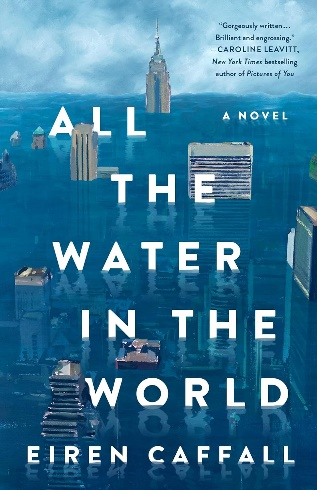 "Gorgeously written....
Brilliant and engrossing."
CAROLINE LEAVITT,
New York Times bestselling
author of Pictures of You
ALL
A NOVEL
THE
WATER
IN THE
WORLD
EIREN CAFFALL